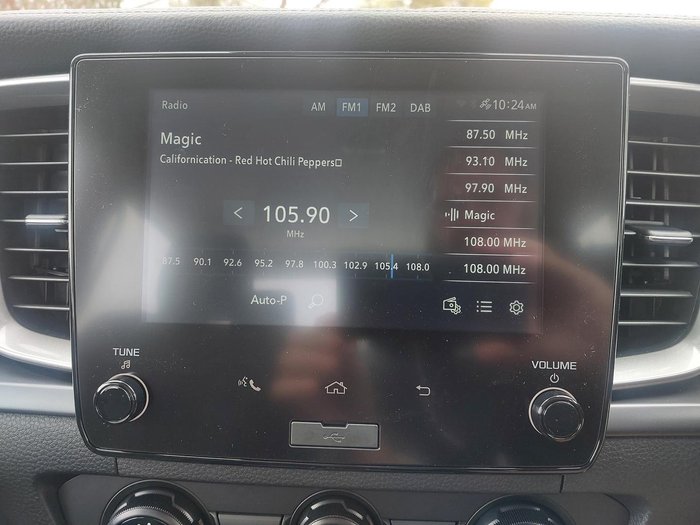 Radio AM FM1 FM2 DAB 10:24AM
Magic
Californication - Red Hot Chili Peppers□
< 105.90 >
MHz
87.5 90.1 92.6 95.2 97.8 100.3 102.9 105.4 108.0
Auto-P
87.50 MHz
93.10 MHz
97.90 MHz
Magic
108.00 MHz
108.00 MHz
TUNE
VOLUME